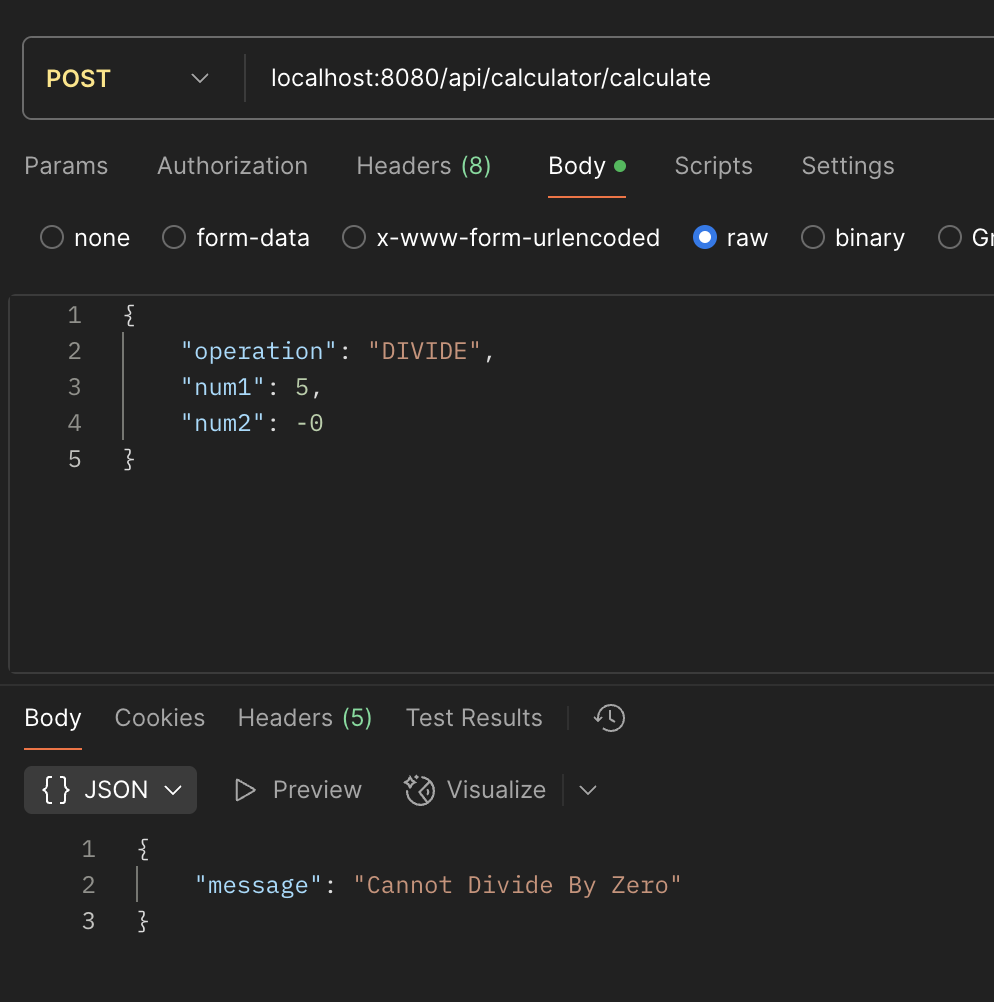 POST localhost:8080/api/calculator/calculate
Params Authorization Headers (8) Body Scripts Settings
none form-data x-www-form-urlencoded raw binary Gr
1 {
2 "operation": "DIVIDE",
3 "num1": 5,
4 "num2": -0
5 }
Body Cookies Headers (5) Test Results
{} JSON Preview Visualize
1 {
2 "message": "Cannot Divide By Zero"
3 }